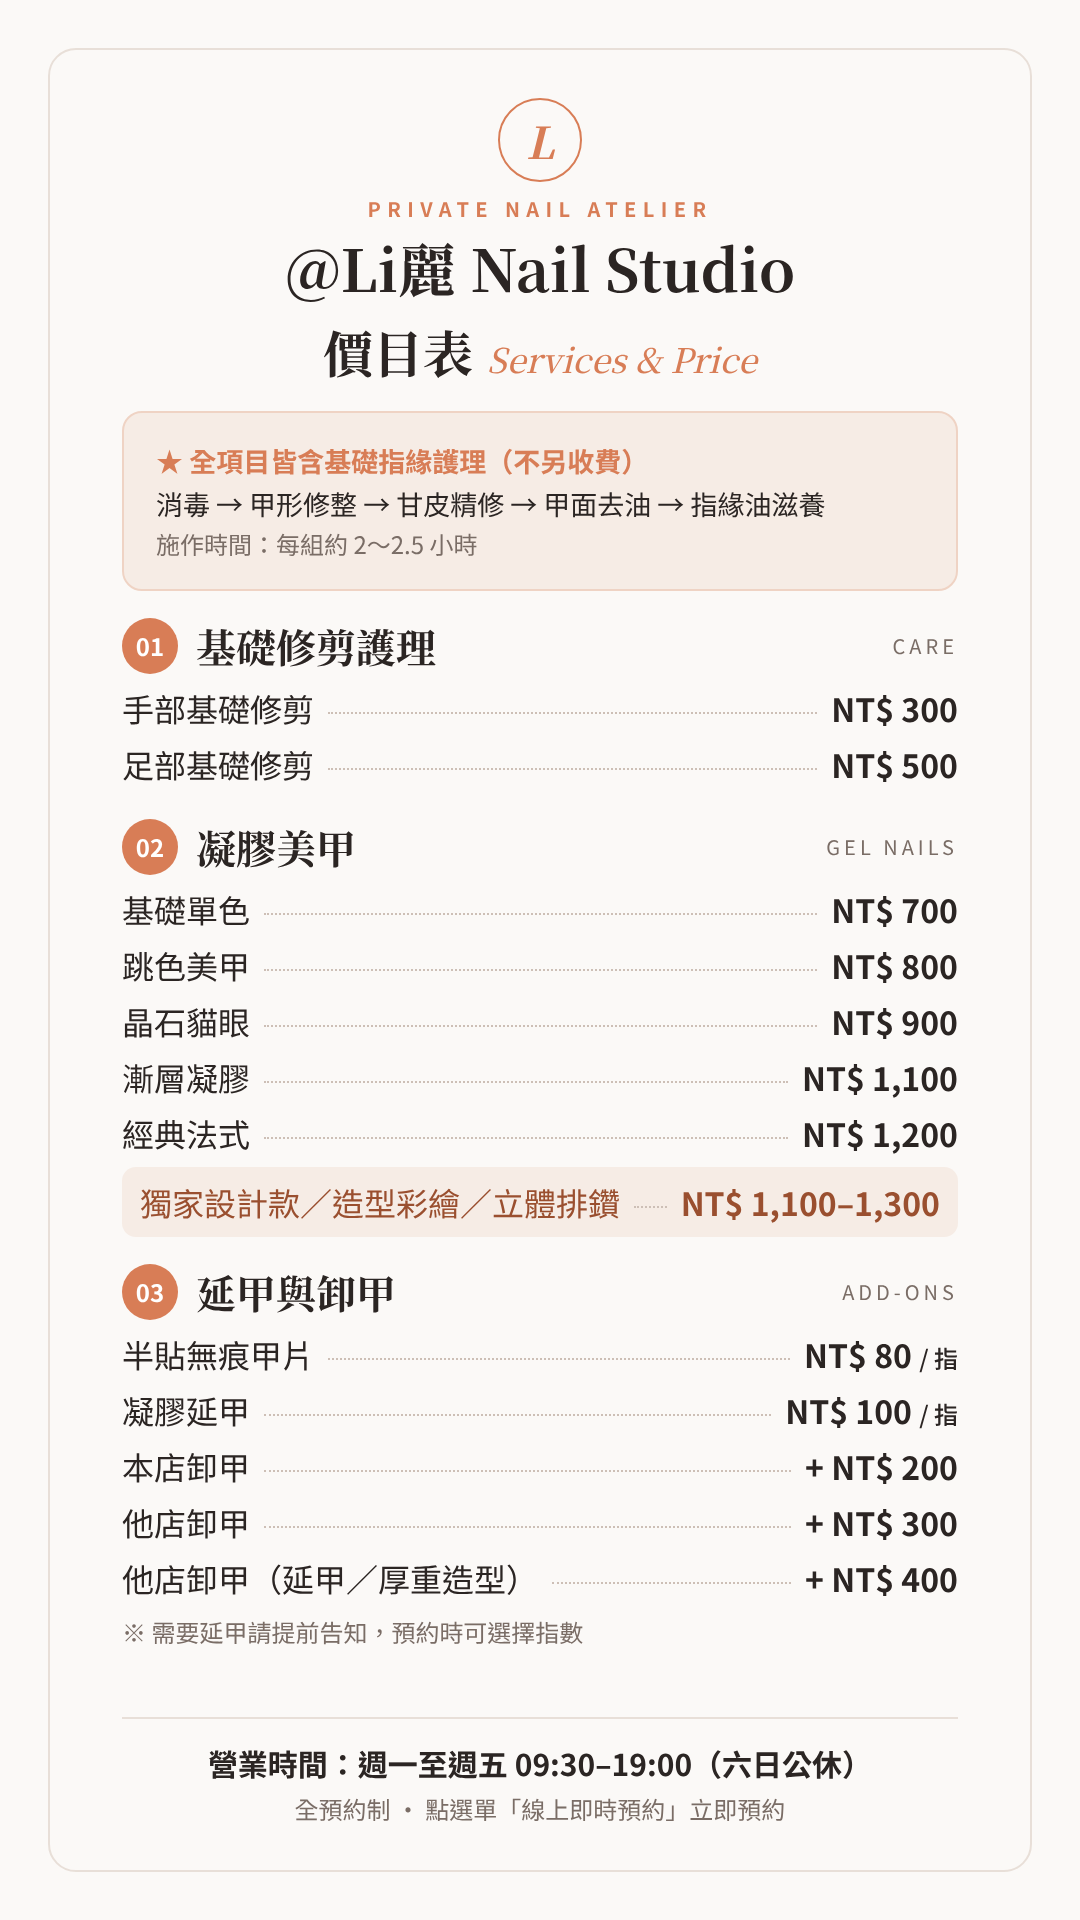 L
PRIVATE NAIL ATELIER
@Li麗 Nail Studio
價目表 Services & Price
★ 全項目皆含基礎指緣護理（不另收費）
消毒 → 甲形修整 → 甘皮精修 → 甲面去油 → 指緣油滋養
施作時間：每組約 2～2.5 小時
01 基礎修剪護理 CARE
手部基礎修剪 NT$ 300
足部基礎修剪 NT$ 500
02 凝膠美甲 GEL NAILS
基礎單色 NT$ 700
跳色美甲 NT$ 800
晶石貓眼 NT$ 900
漸層凝膠 NT$ 1,100
經典法式 NT$ 1,200
獨家設計款／造型彩繪／立體排鑽 NT$ 1,100–1,300
03 延甲與卸甲 ADD-ONS
半貼無痕甲片 NT$ 80 / 指
凝膠延甲 NT$ 100 / 指
本店卸甲 + NT$ 200
他店卸甲 + NT$ 300
他店卸甲（延甲／厚重造型） + NT$ 400
※ 需要延甲請提前告知，預約時可選擇指數
營業時間：週一至週五 09:30–19:00（六日公休）
全預約制 • 點選單「線上即時預約」立即預約